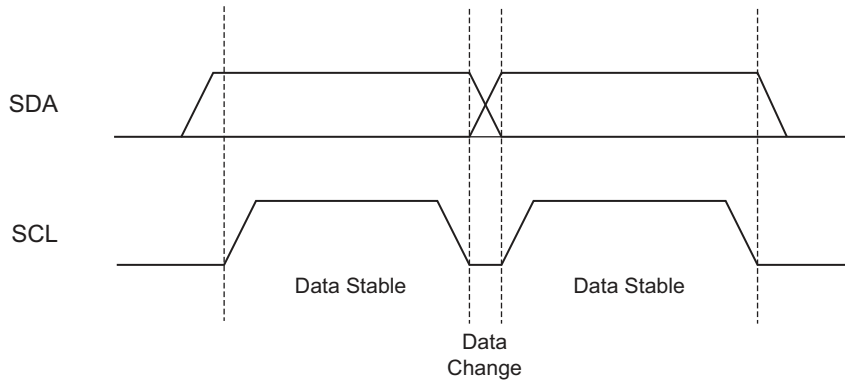 SDA
SCL
Data Stable
Data Stable
Data
Change